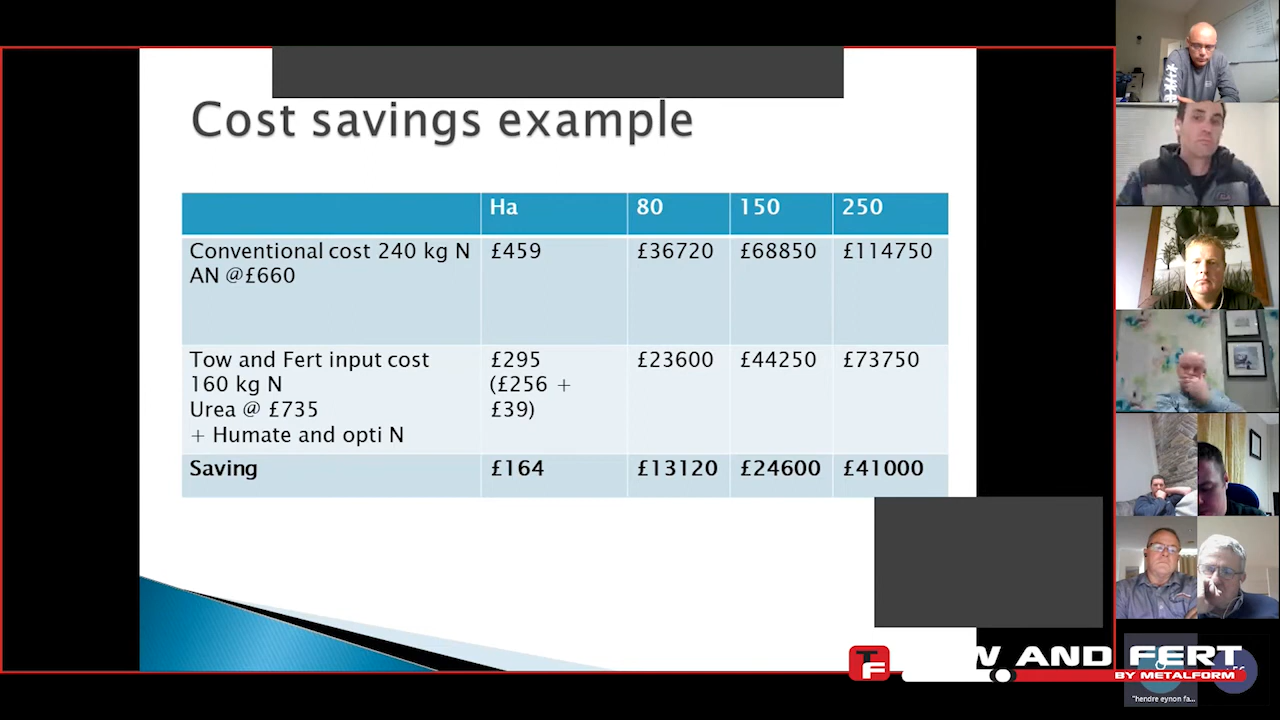 Cost savings example
Ha 80 150 250
Conventional cost 240 kg N £459 £36720 £68850 £114750
AN @£660
Tow and Fert input cost £295 £23600 £44250 £73750
160 kg N (£256 +
Urea @ £735 £39)
+ Humate and opti N
Saving £164 £13120 £24600 £41000
TF
AND FERT
BY METALFORM
"hendre eynon fa...